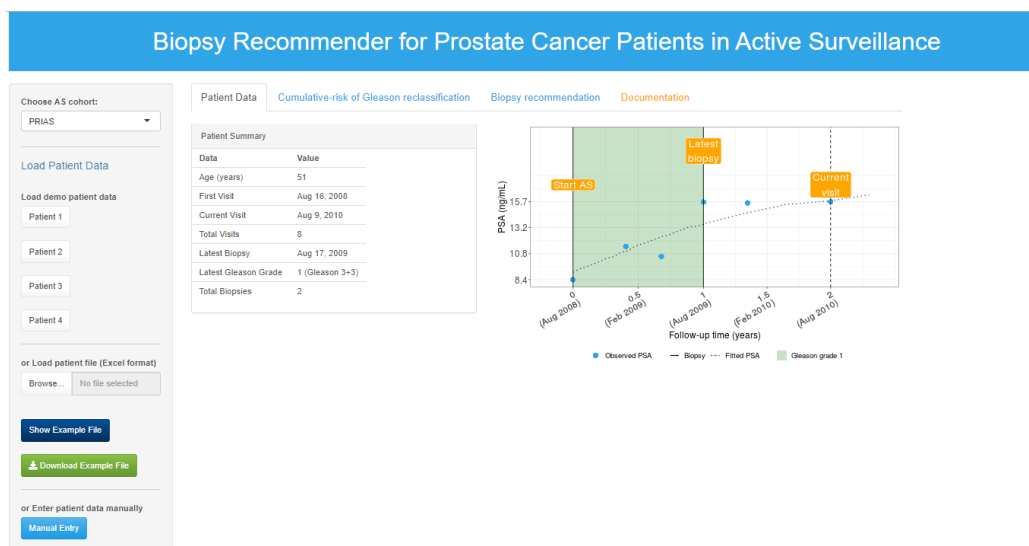 Biopsy Recommender for Prostate Cancer Patients in Active Surveillance
Choose AS cohort:
PRIAS
Load Patient Data
Load demo patient data
Patient 1
Patient 2
Patient 3
Patient 4
or Load patient file (Excel format)
Browse... No file selected
Show Example File
Download Example File
or Enter patient data manually
Manual Entry
Patient Data Cumulative-risk of Gleason reclassification Biopsy recommendation Documentation
Patient Summary
Data Value
Age (years) 51
First Visit Aug 16, 2008
Current Visit Aug 9, 2010
Total Visits 8
Latest Biopsy Aug 17, 2009
Latest Gleason Grade 1 (Gleason 3+3)
Total Biopsies 2
PSA (ng/mL)
15.7
13.2
10.8
8.4
Start AS
Latest
biopsy
Current
visit
0
(Aug 2008)
0.5
(Feb 2009)
1
(Aug 2009)
1.5
(Feb 2010)
2
(Aug 2010)
Follow-up time (years)
Observed PSA Biopsy Fitted PSA Gleason grade 1